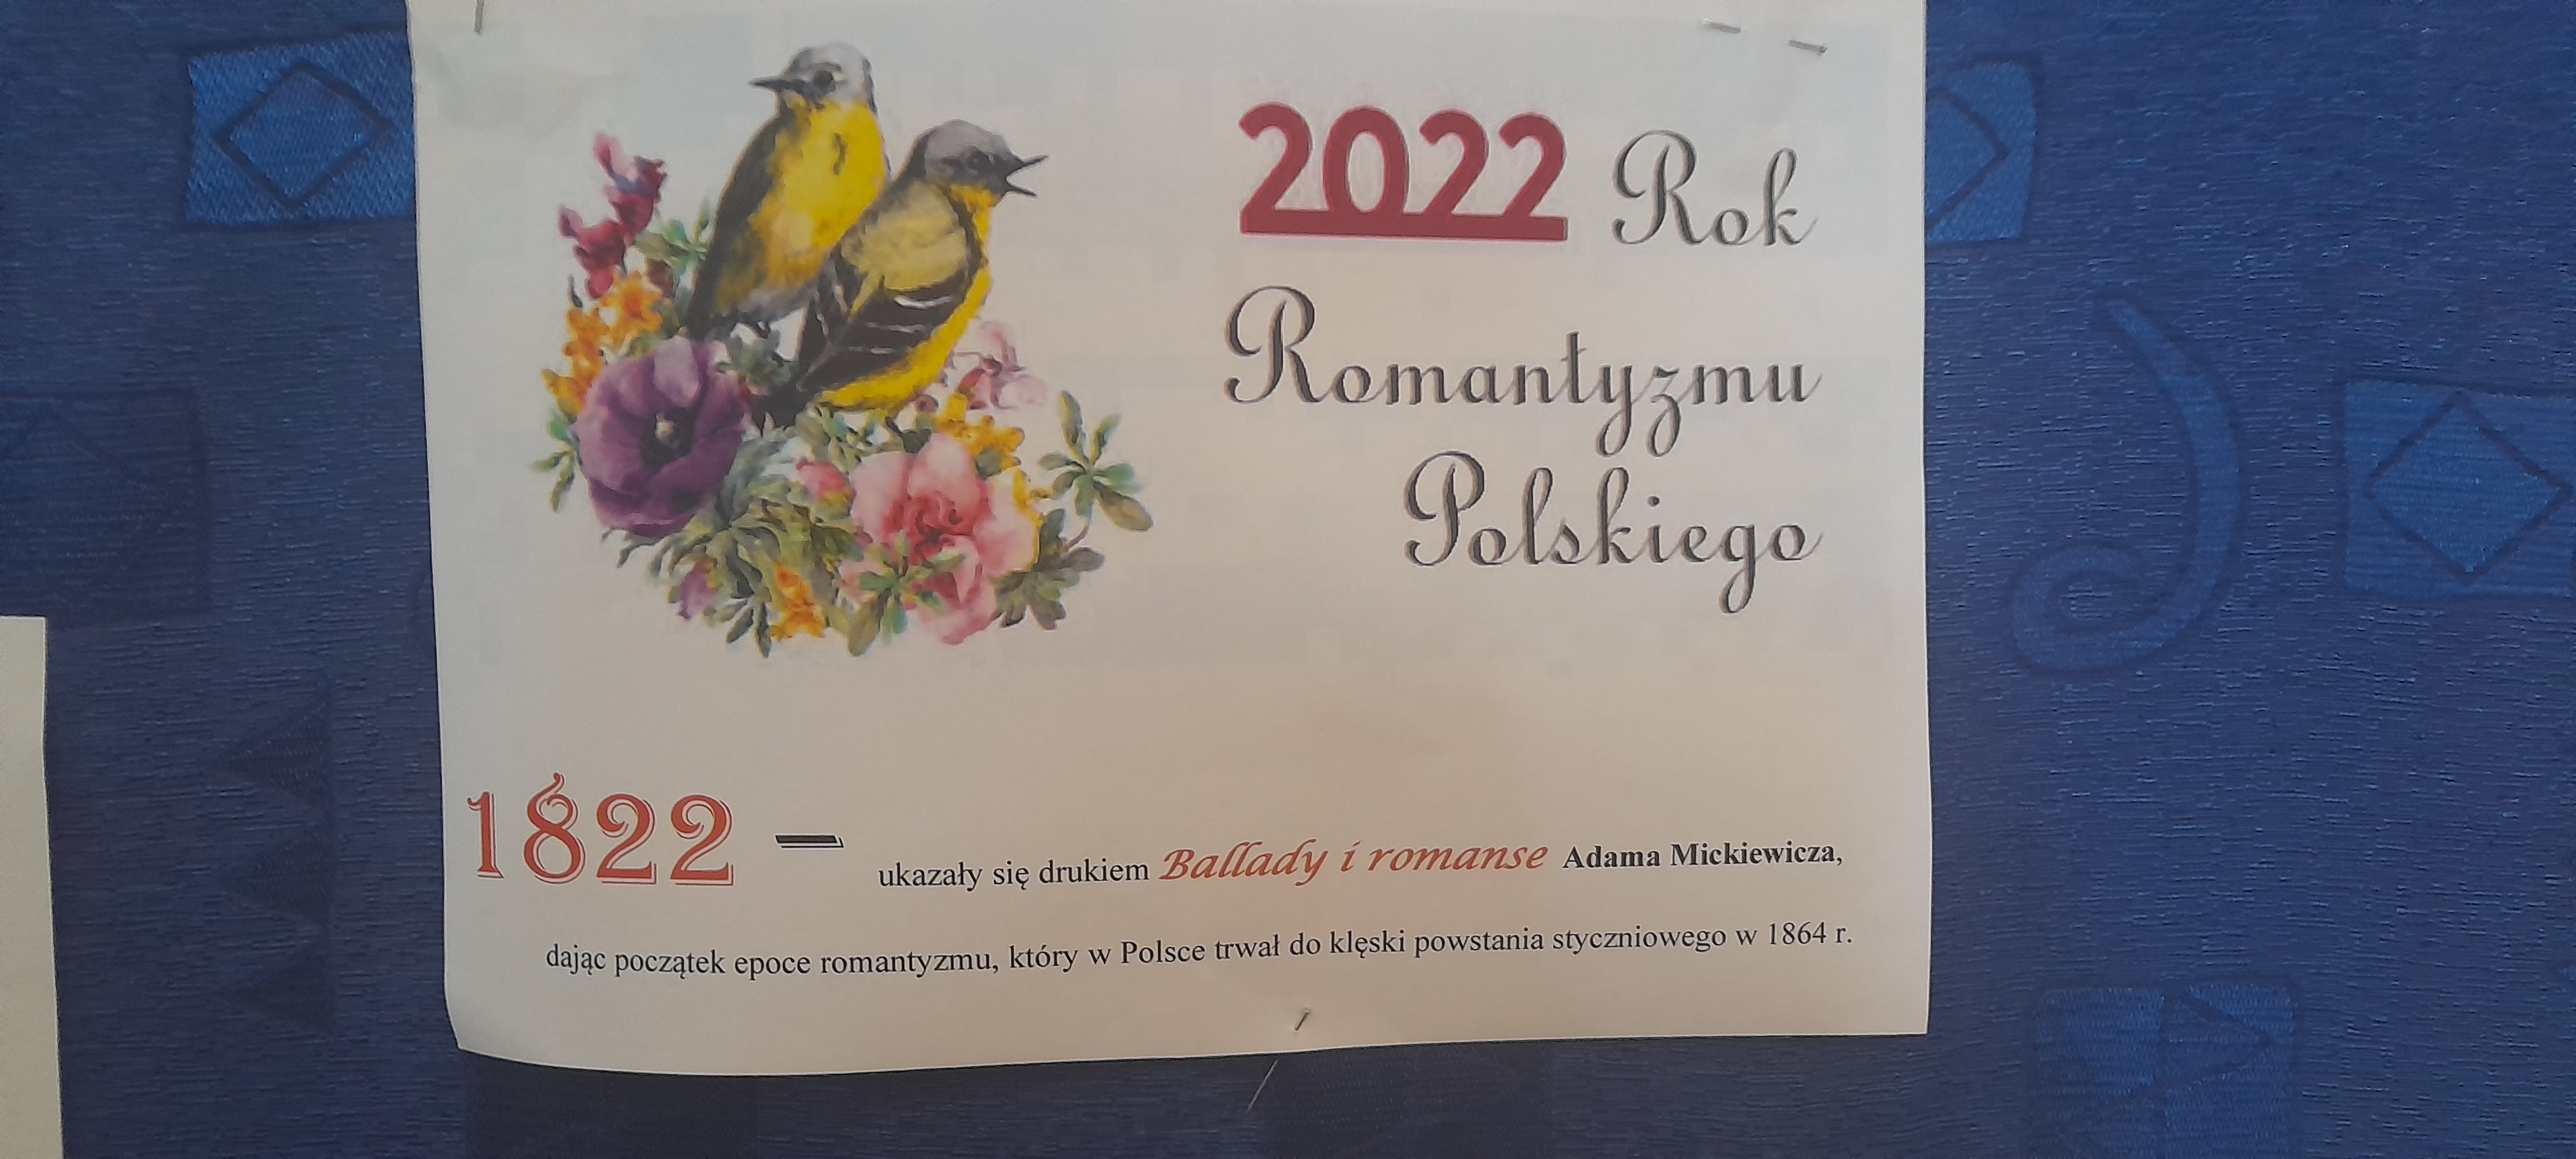 2022 Rok
Romantyzmu
Polskiego
1822 – ukazały się drukiem Ballady i romanse Adama Mickiewicza,
dając początek epoce romantyzmu, który w Polsce trwał do klęski powstania styczniowego w 1864 r.